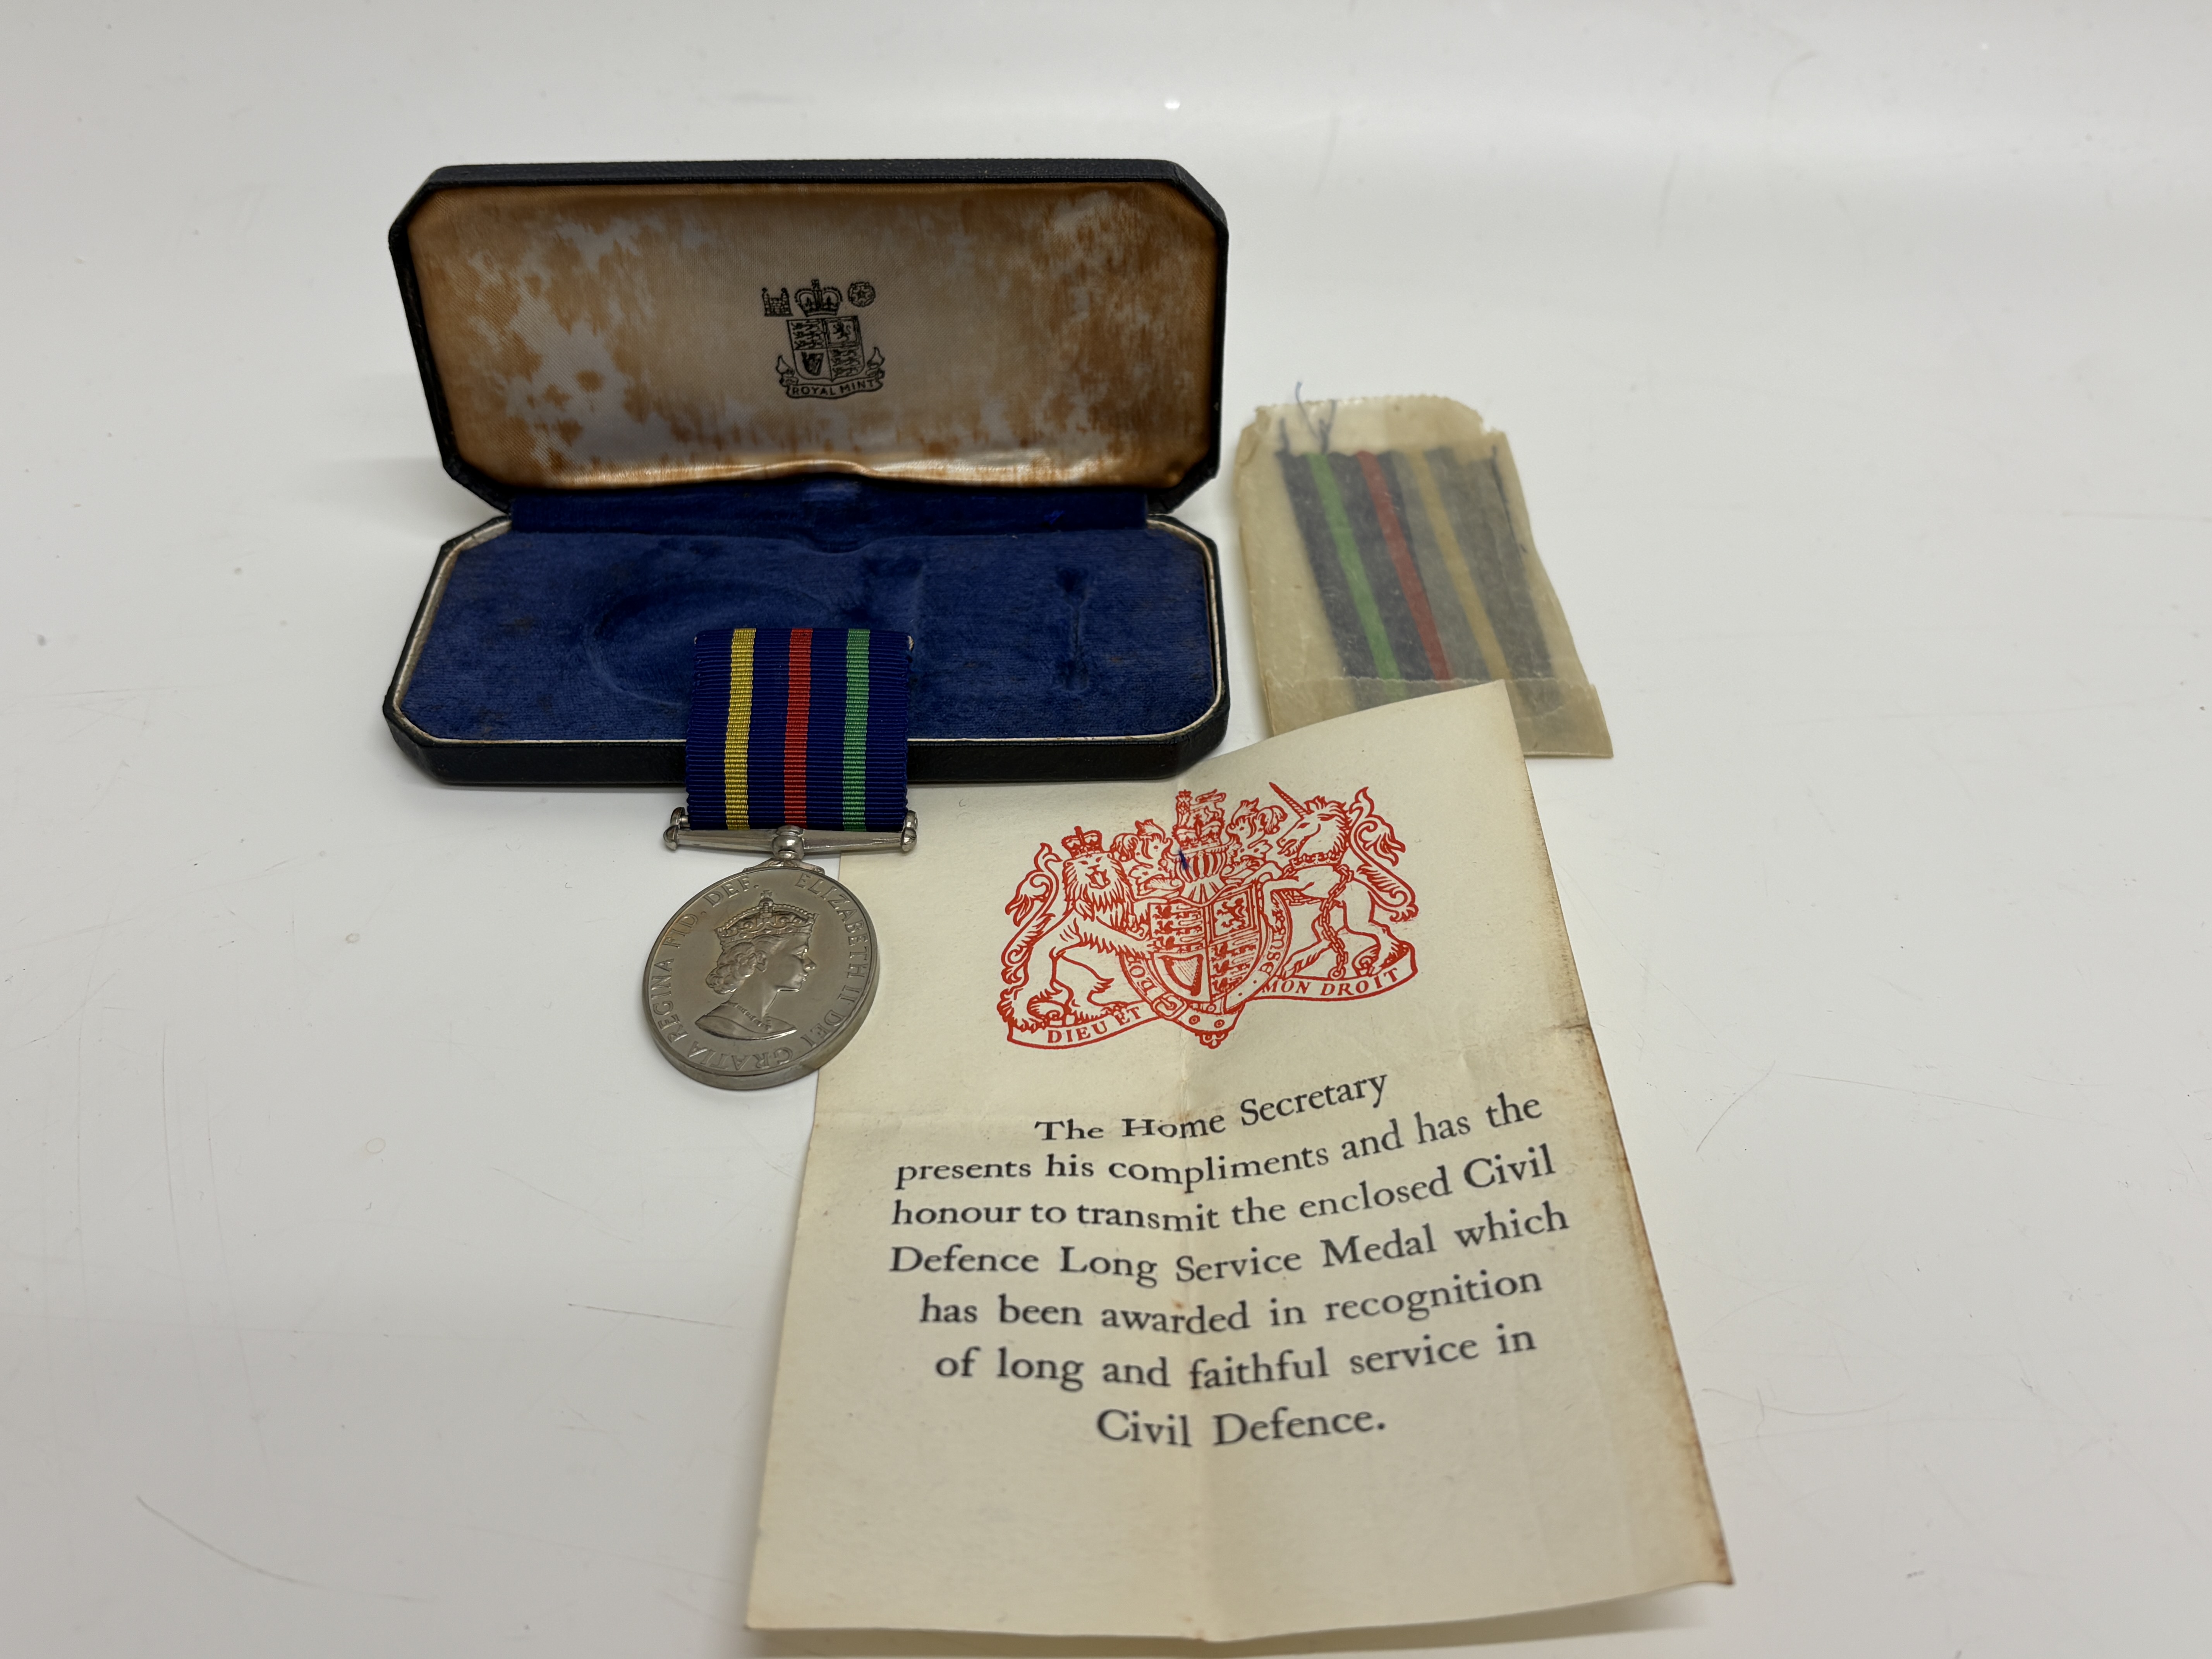 ROYAL MINT
ELIZABETH II DEI GRATIA REGINA FID. DEF.
DIEU ET MON DROIT
The Home Secretary
presents his compliments and has the
honour to transmit the enclosed Civil
Defence Long Service Medal which
has been awarded in recognition
of long and faithful service in
Civil Defence.